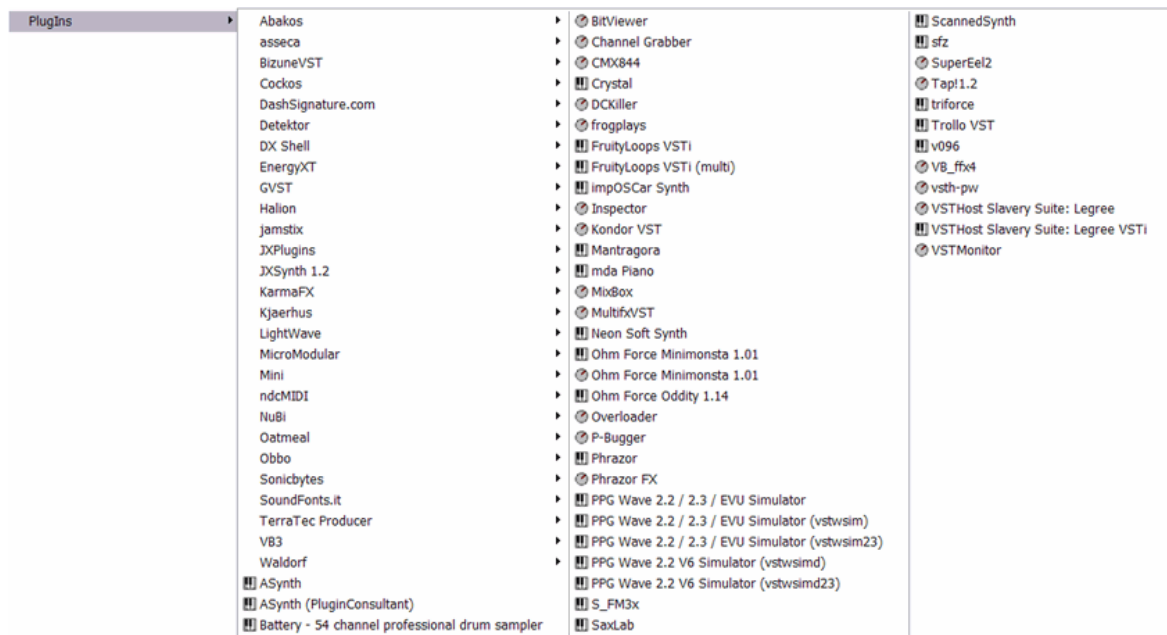 PlugIns
Abakos
asseca
BizuneVST
Cockos
DashSignature.com
Detektor
DX Shell
EnergyXT
GVST
Halion
jamstix
JXPlugins
JXSynth 1.2
KarmaFX
Kjaerhus
LightWave
MicroModular
Mini
ndcMIDI
NuBi
Oatmeal
Obbo
Sonicbytes
SoundFonts.it
TerraTec Producer
VB3
Waldorf
ASynth
ASynth (PluginConsultant)
Battery - 54 channel professional drum sampler
BitViewer
Channel Grabber
CMX844
Crystal
DCKiller
frogplays
FruityLoops VSTi
FruityLoops VSTi (multi)
impOSCar Synth
Inspector
Kondor VST
Mantragora
mda Piano
MixBox
MultifxVST
Neon Soft Synth
Ohm Force Minimonsta 1.01
Ohm Force Minimonsta 1.01
Ohm Force Oddity 1.14
Overloader
P-Bugger
Phrazor
Phrazor FX
PPG Wave 2.2 / 2.3 / EVU Simulator
PPG Wave 2.2 / 2.3 / EVU Simulator (vstwsim)
PPG Wave 2.2 / 2.3 / EVU Simulator (vstwsim23)
PPG Wave 2.2 V6 Simulator (vstwsimd)
PPG Wave 2.2 V6 Simulator (vstwsimd23)
S_FM3x
SaxLab
ScannedSynth
sfz
SuperEel2
Tap!1.2
triforce
Trollo VST
v096
VB_ffx4
vsth-pw
VSTHost Slavery Suite: Legree
VSTHost Slavery Suite: Legree VSTi
VSTMonitor